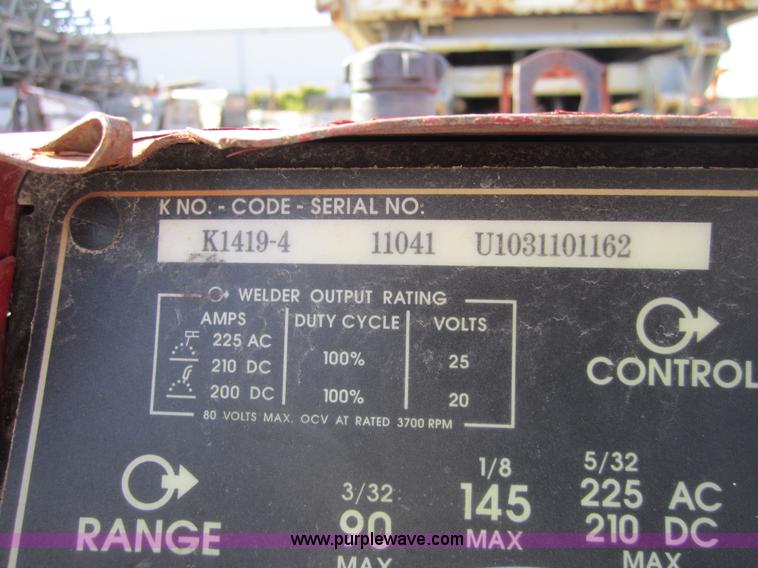 K NO. - CODE - SERIAL NO:
K1419-4 11041 U1031101162
WELDER OUTPUT RATING
AMPS DUTY CYCLE VOLTS
225 AC
210 DC 100% 25
200 DC 100% 20
80 VOLTS MAX. OCV AT RATED 3700 RPM
CONTROL
RANGE
3/32
90
MAX
1/8
145
MAX
5/32
225 AC
210 DC
MAX
www.purplewave.com